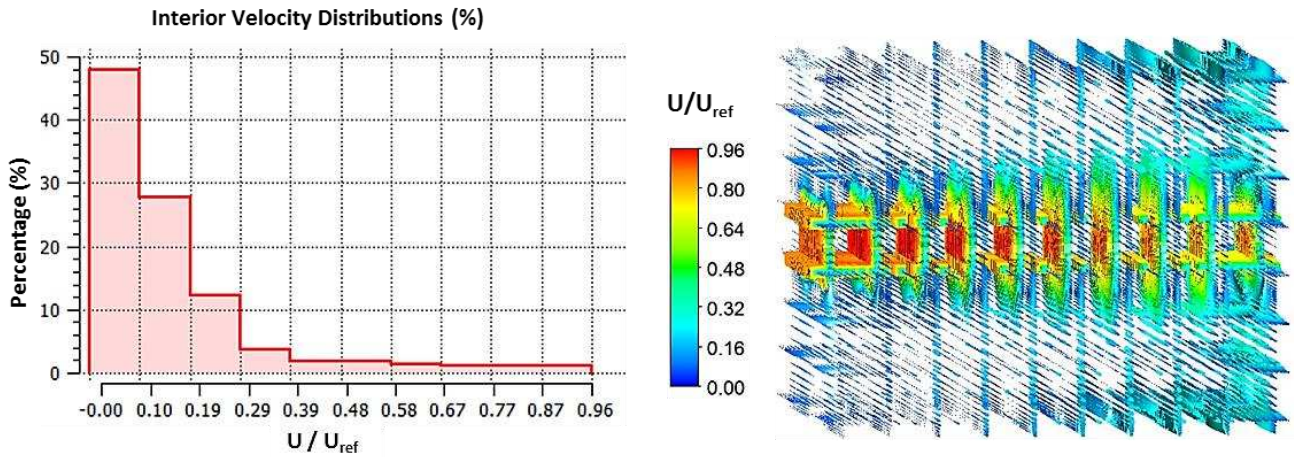 Interior Velocity Distributions (%)
50
40
30
20
10
0
Percentage (%)
-0.00 0.10 0.19 0.29 0.39 0.48 0.58 0.67 0.77 0.87 0.96
U / Uref
U/Uref
0.96
0.80
0.64
0.48
0.32
0.16
0.00